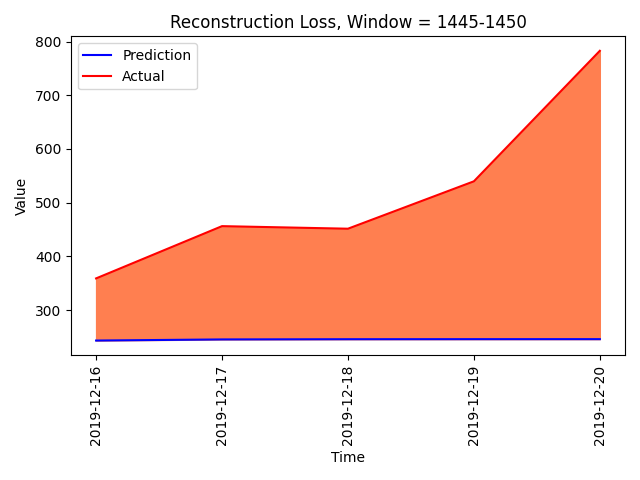 Reconstruction Loss, Window = 1445-1450
Prediction
Actual
Value
800
700
600
500
400
300
2019-12-16
2019-12-17
2019-12-18
2019-12-19
2019-12-20
Time